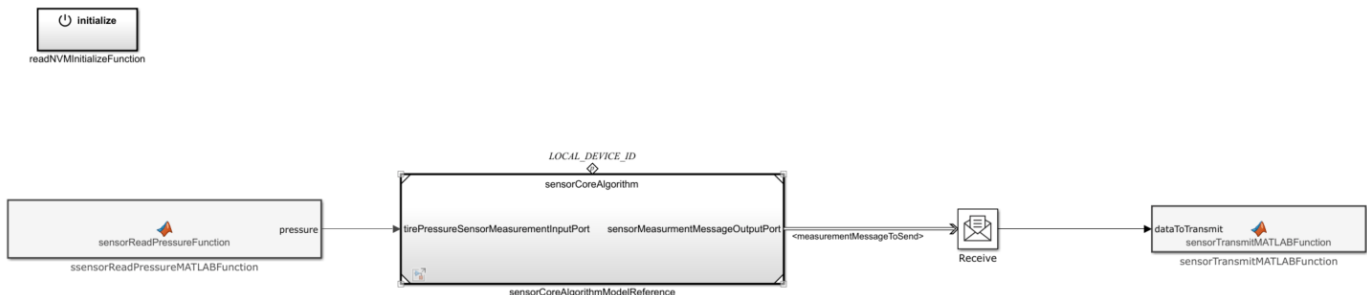 initialize
readNVMInitializeFunction
LOCAL_DEVICE_ID
sensorCoreAlgorithm
sensorReadPressureFunction
pressure
ssensorReadPressureMATLABFunction
tirePressureSensorMeasurementInputPort
sensorMeasurmentMessageOutputPort
sensorCoreAlgorithmModelReference
<measurementMessageToSend>
Receive
dataToTransmit
sensorTransmitMATLABFunction
sensorTransmitMATLABFunction